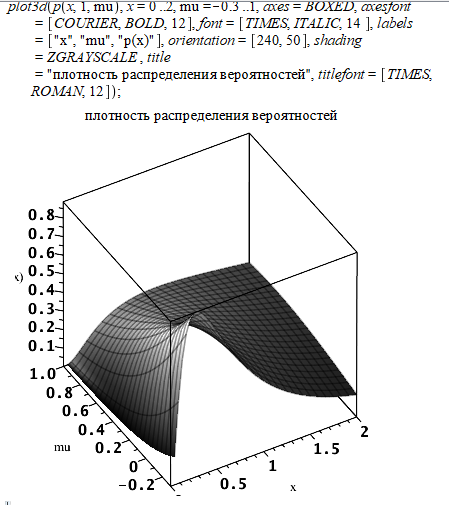 plot3d(p(x, 1, mu), x = 0 ..2, mu =−0.3 ..1, axes = BOXED, axesfont
= [COURIER, BOLD, 12], font = [TIMES, ITALIC, 14 ], labels
= ["x", "mu", "p(x)" ], orientation = [240, 50], shading
= ZGRAYSCALE , title
= "плотность распределения вероятностей", titlefont = [TIMES,
ROMAN, 12 ]);
плотность распределения вероятностей
0.8
0.7
0.6
0.5
0.4
0.3
0.2
0.1
x)
1.0
0.8
0.6
0.4
0.2
0
−0.2
mu
0.5
1
1.5
2
x